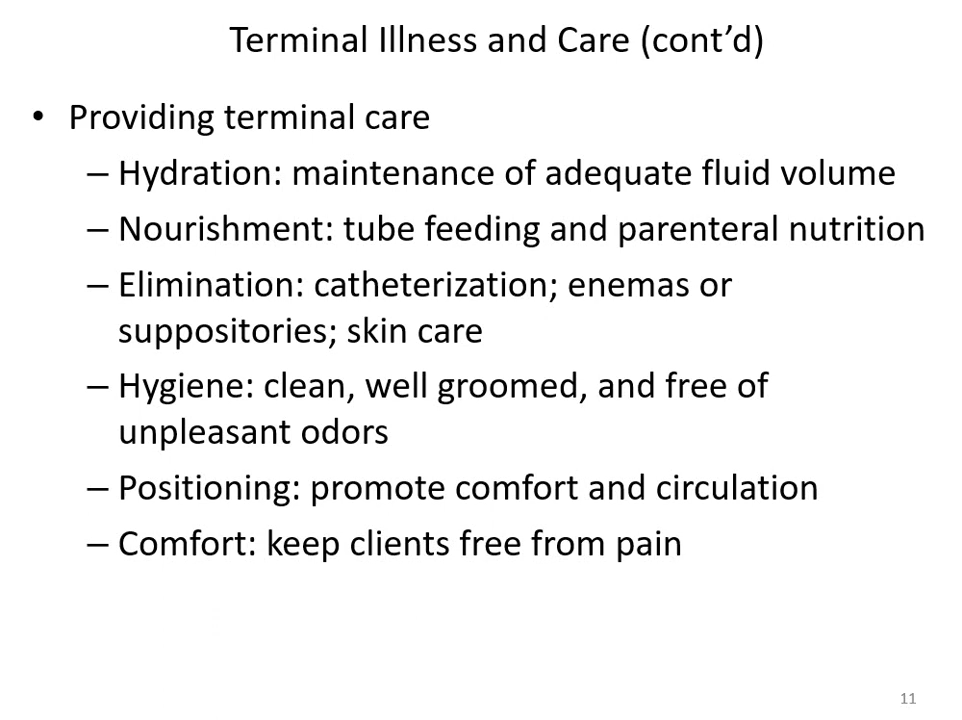 Terminal Illness and Care (cont’d)
• Providing terminal care
– Hydration: maintenance of adequate fluid volume
– Nourishment: tube feeding and parenteral nutrition
– Elimination: catheterization; enemas or
suppositories; skin care
– Hygiene: clean, well groomed, and free of
unpleasant odors
– Positioning: promote comfort and circulation
– Comfort: keep clients free from pain
11